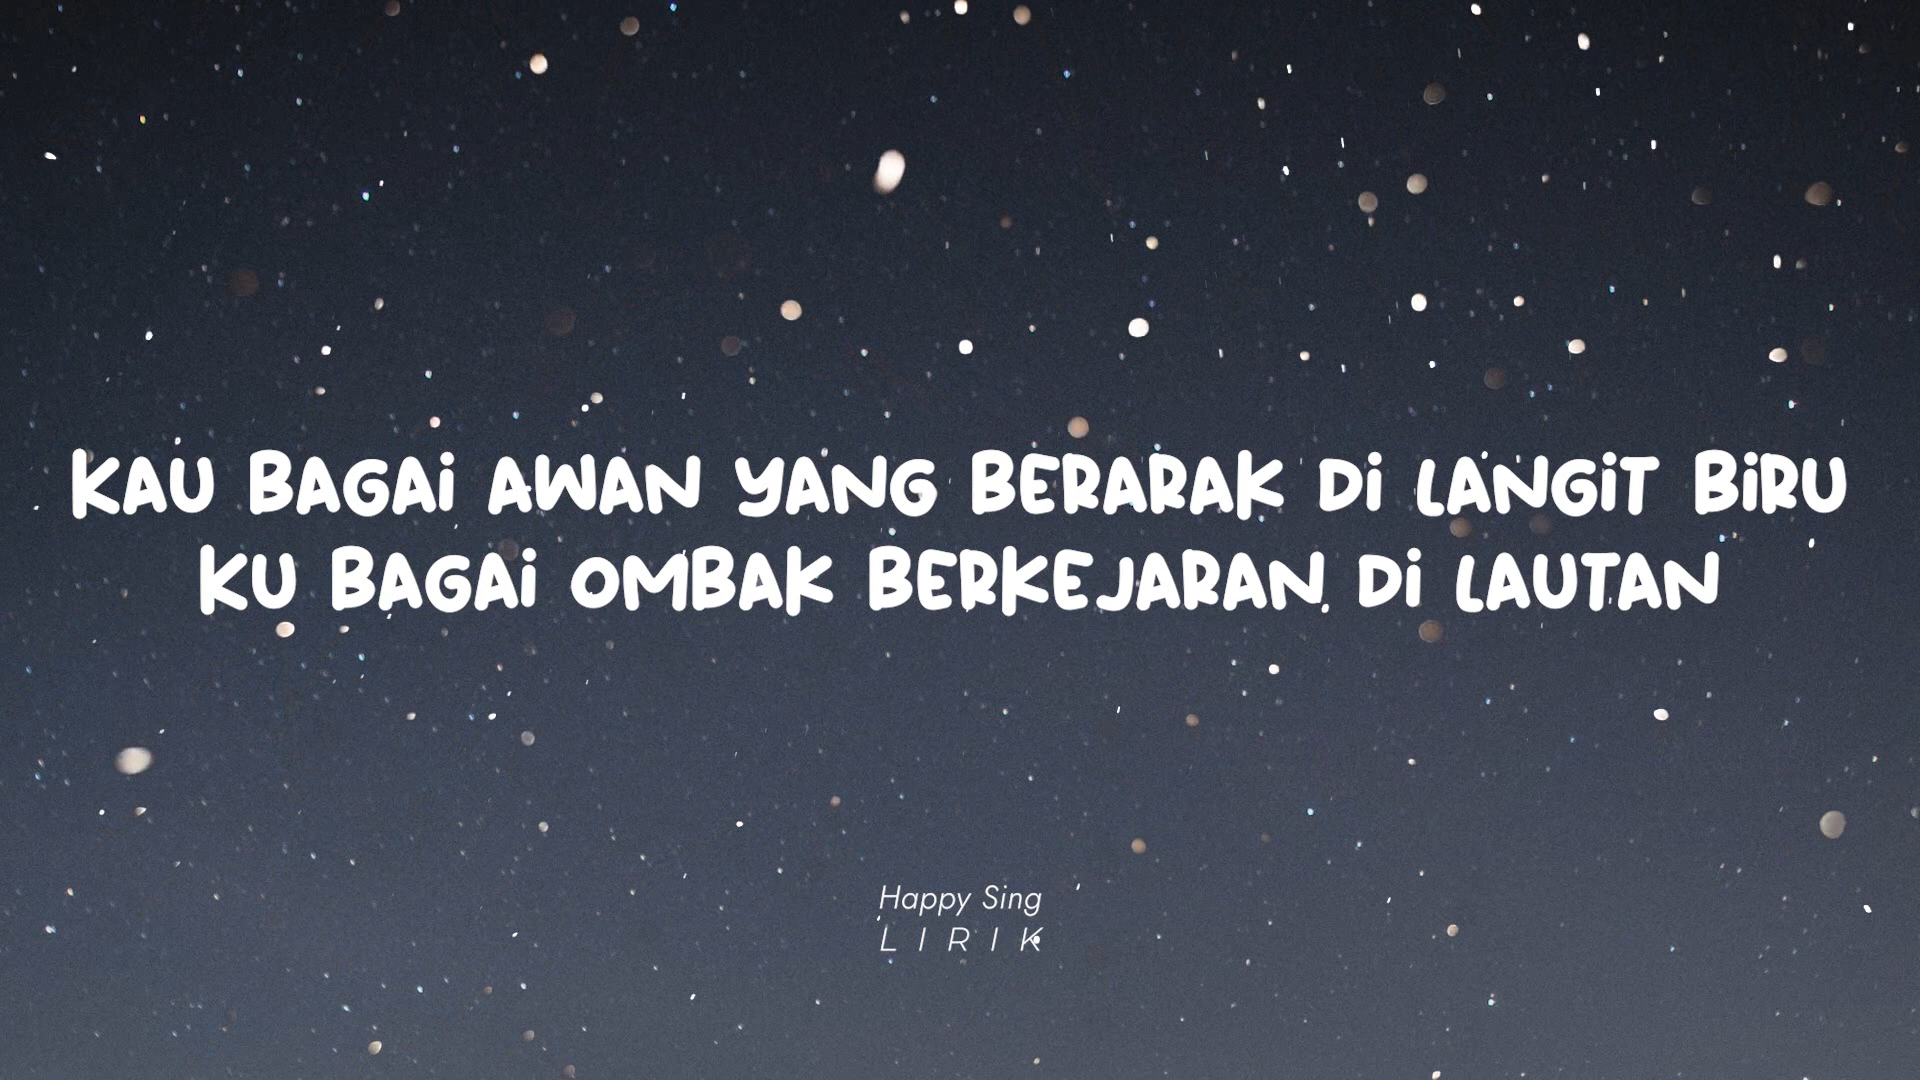 KAU BAGAi AWAN YANG BERARAK Di LANGiT BiRU
KU BAGAi OMBAK BERKEJARAN Di LAUTAN
Happy Sing
LIRIK